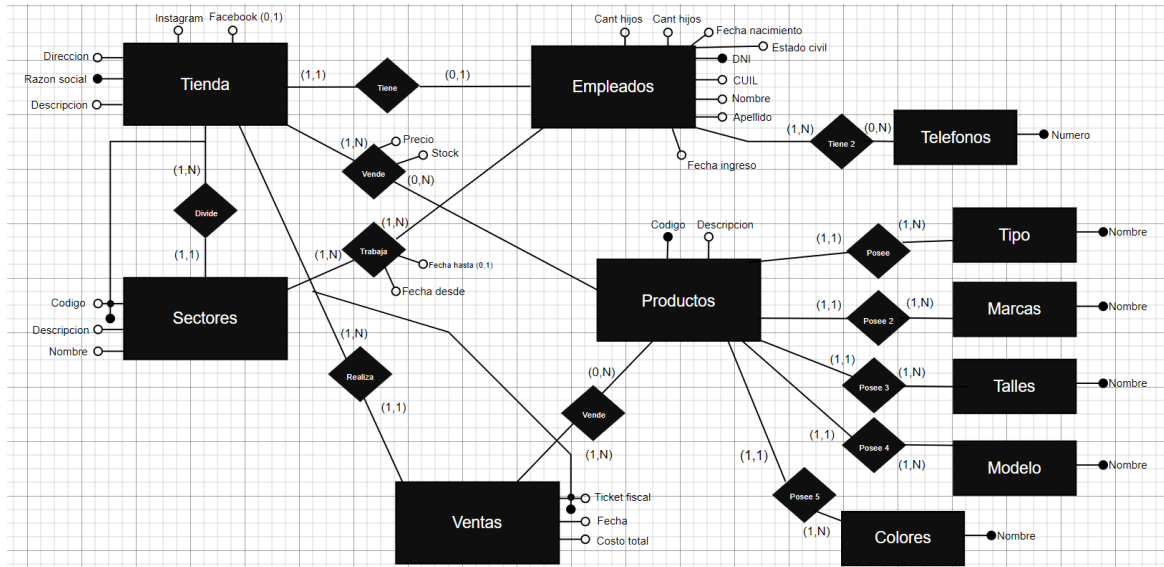 Instagram
Facebook (0,1)
Direccion
Razon social
Descripcion
Tienda
(1,1)
Tiene
(0,1)
Cant hijos
Cant hijos
Fecha nacimiento
Estado civil
DNI
CUIL
Nombre
Apellido
Fecha ingreso
Empleados
(1,N)
Tiene 2
(0,N)
Telefonos
Numero
(1,N)
Precio
Stock
Vende
(0,N)
(1,N)
Divide
(1,1)
(1,N)
Trabaja
(1,N)
Fecha hasta (0,1)
Fecha desde
Codigo
Descripcion
Nombre
Sectores
Codigo
Descripcion
Productos
(1,1)
Posee
(1,N)
Tipo
Nombre
(1,1)
Posee 2
(1,N)
Marcas
Nombre
(1,1)
Posee 3
(1,N)
Talles
Nombre
(1,1)
Posee 4
(1,N)
Modelo
Nombre
(1,1)
Posee 5
(1,N)
Colores
Nombre
(1,N)
Realiza
(1,1)
(0,N)
Vende
(1,N)
Ventas
Ticket fiscal
Fecha
Costo total